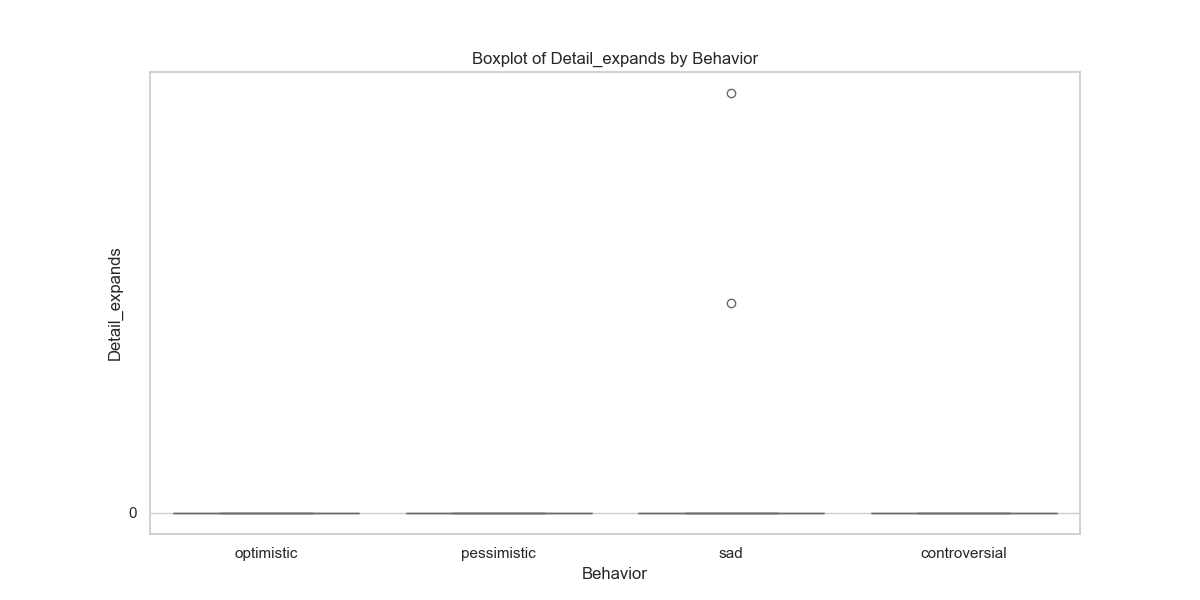 Boxplot of Detail_expands by Behavior
Detail_expands
0
optimistic pessimistic sad controversial
Behavior